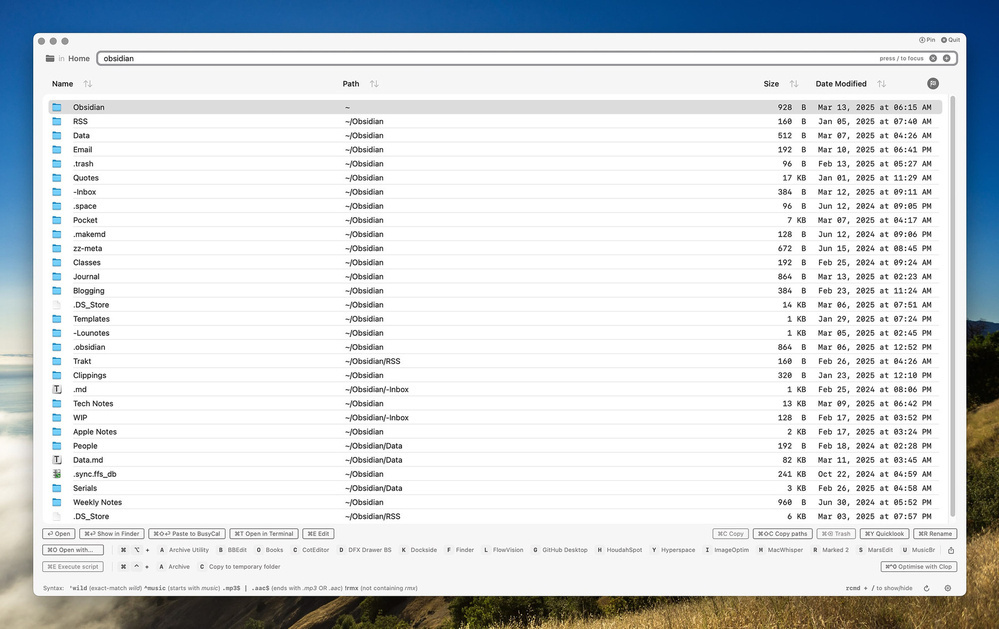 Pin Quit
in Home obsidian press / to focus
Name Path Size Date Modified
Obsidian ~ 928 B Mar 13, 2025 at 06:15 AM
RSS ~/Obsidian 160 B Jan 05, 2025 at 07:40 AM
Data ~/Obsidian 512 B Mar 07, 2025 at 04:26 AM
Email ~/Obsidian 192 B Mar 10, 2025 at 06:41 PM
.trash ~/Obsidian 96 B Feb 13, 2025 at 05:27 AM
Quotes ~/Obsidian 17 KB Jan 01, 2025 at 11:29 AM
-Inbox ~/Obsidian 384 B Mar 12, 2025 at 09:11 AM
.space ~/Obsidian 96 B Jun 12, 2024 at 09:05 PM
Pocket ~/Obsidian 7 KB Mar 07, 2025 at 04:17 AM
.makemd ~/Obsidian 128 B Jun 12, 2024 at 09:06 PM
zz-meta ~/Obsidian 672 B Jun 15, 2024 at 08:45 PM
Classes ~/Obsidian 192 B Feb 25, 2024 at 09:24 AM
Journal ~/Obsidian 864 B Mar 13, 2025 at 02:23 AM
Blogging ~/Obsidian 384 B Feb 23, 2025 at 11:24 AM
.DS_Store ~/Obsidian 14 KB Mar 06, 2025 at 07:51 AM
Templates ~/Obsidian 1 KB Jan 29, 2025 at 07:24 PM
-Lounotes ~/Obsidian 1 KB Mar 05, 2025 at 02:45 PM
.obsidian ~/Obsidian 864 B Mar 06, 2025 at 12:52 PM
Trakt ~/Obsidian/RSS 160 B Feb 26, 2025 at 04:26 AM
Clippings ~/Obsidian 320 B Jan 23, 2025 at 12:10 PM
.md ~/Obsidian/-Inbox 1 KB Feb 25, 2024 at 08:06 PM
Tech Notes ~/Obsidian 13 KB Mar 09, 2025 at 06:42 PM
WIP ~/Obsidian/-Inbox 128 B Feb 17, 2025 at 03:52 PM
Apple Notes ~/Obsidian 2 KB Feb 17, 2025 at 03:24 PM
People ~/Obsidian/Data 192 B Feb 18, 2024 at 02:28 PM
Data.md ~/Obsidian/Data 82 KB Mar 11, 2025 at 03:45 AM
.sync.ffs_db ~/Obsidian 241 KB Oct 22, 2024 at 04:59 AM
Serials ~/Obsidian/Data 3 KB Feb 26, 2025 at 04:58 AM
Weekly Notes ~/Obsidian 960 B Jun 30, 2024 at 05:52 PM
.DS_Store ~/Obsidian/RSS 6 KB Mar 03, 2025 at 07:57 PM
⏎ Open ⌘⏎ Show in Finder ⌘⇧⏎ Paste to BusyCal ⌘T Open in Terminal ⌘E Edit ⌘C Copy ⌘⇧C Copy paths ⌘⌫ Trash ⌘Y Quicklook ⌘R Rename
⌘O Open with... ⌘ ⌥ + A Archive Utility B BBEdit O Books C CotEditor D DFX Drawer 8S K Dockside F Finder L FlowVision G GitHub Desktop H HoudahSpot Y Hyperspace I ImageOptim M MacWhisper R Marked 2 S MarsEdit U MusicBr
⌘E Execute script ⌘ ⌃ + A Archive C Copy to temporary folder ⌘⌃O Optimise with Clop
Syntax: 'wild (exact-match wild) ^music (starts with music) .mp3$ | .aac$ (ends with .mp3 OR .aac) !rmx (not containing rmx) rcmd + / to show/hide